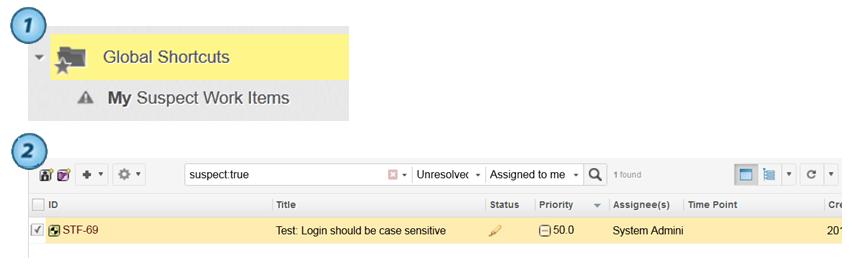 1
Global Shortcuts
My Suspect Work Items
2
suspect:true Unresolvec Assigned to me 1 found
ID Title Status Priority Assignee(s) Time Point Cre
STF-69 Test: Login should be case sensitive 50.0 System Admini 201